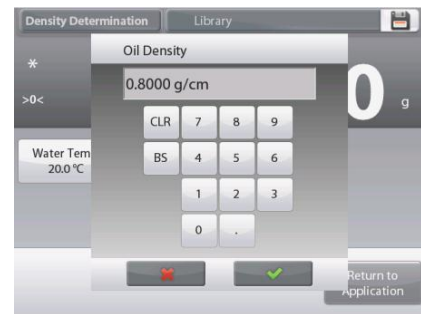 Density Determination Library
Oil Density
*
0.8000 g/cm
>0<
0 g
CLR 7 8 9
Water Tem
20.0 °C
BS 4 5 6
1 2 3
0 .
Return to
Application